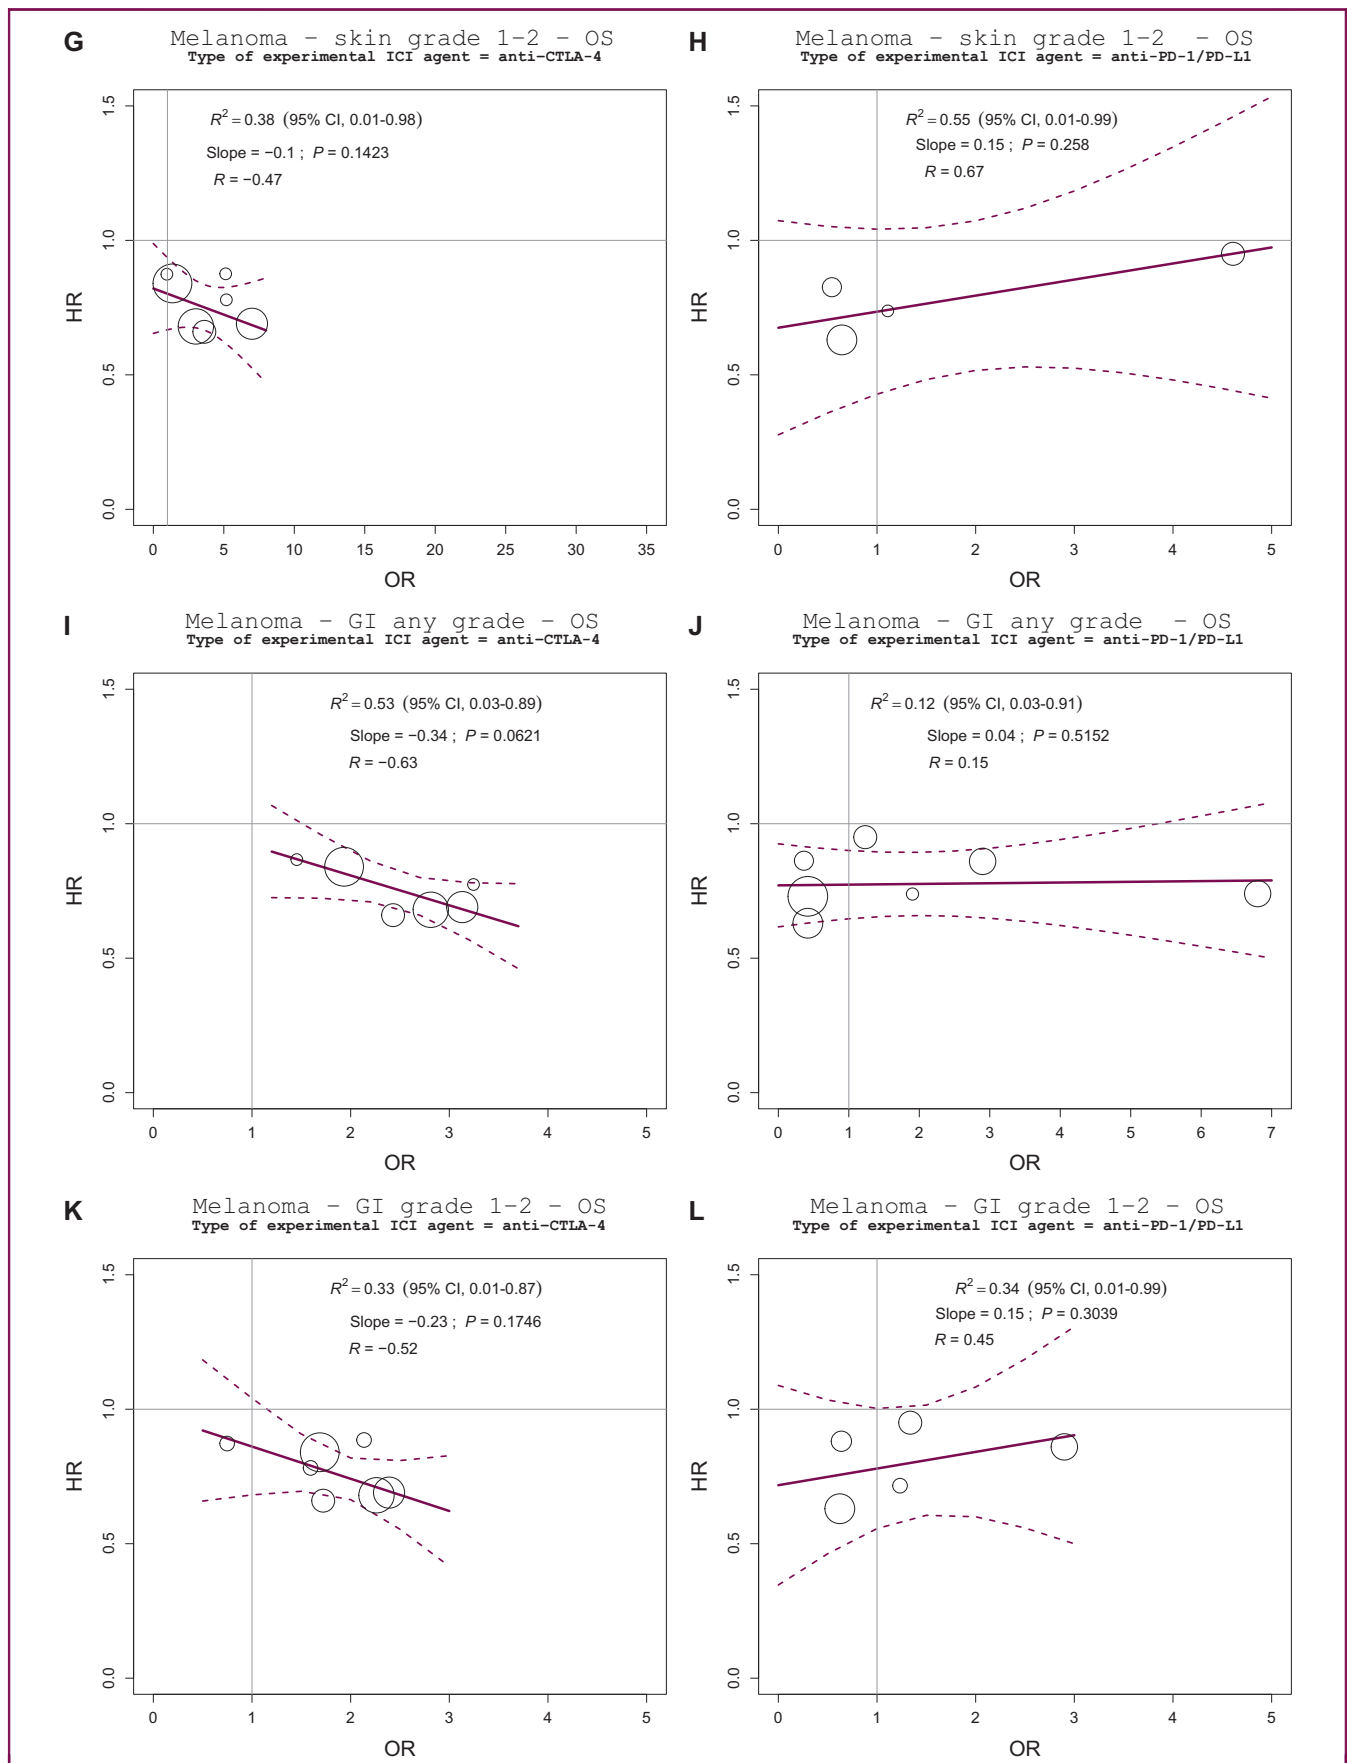 G
Melanoma − skin grade 1−2 − OS
Type of experimental ICI agent = anti−CTLA-4
R2 = 0.38 (95% CI, 0.01-0.98)
Slope = −0.1 ; P = 0.1423
R = −0.47
HR
1.5
1.0
0.5
0.0
0 5 10 15 20 25 30 35
OR
H
Melanoma − skin grade 1−2 − OS
Type of experimental ICI agent = anti−PD-1/PD−L1
R2 = 0.55 (95% CI, 0.01-0.99)
Slope = 0.15 ; P = 0.258
R = 0.67
HR
1.5
1.0
0.5
0.0
0 1 2 3 4 5
OR
I
Melanoma − GI any grade − OS
Type of experimental ICI agent = anti−CTLA-4
R2 = 0.53 (95% CI, 0.03-0.89)
Slope = −0.34 ; P = 0.0621
R = −0.63
HR
1.5
1.0
0.5
0.0
0 1 2 3 4 5
OR
J
Melanoma − GI any grade − OS
Type of experimental ICI agent = anti−PD-1/PD−L1
R2 = 0.12 (95% CI, 0.03-0.91)
Slope = 0.04 ; P = 0.5152
R = 0.15
HR
1.5
1.0
0.5
0.0
0 1 2 3 4 5 6 7
OR
K
Melanoma − GI grade 1−2 − OS
Type of experimental ICI agent = anti−CTLA-4
R2 = 0.33 (95% CI, 0.01-0.87)
Slope = −0.23 ; P = 0.1746
R = −0.52
HR
1.5
1.0
0.5
0.0
0 1 2 3 4 5
OR
L
Melanoma − GI grade 1−2 − OS
Type of experimental ICI agent = anti−PD-1/PD−L1
R2 = 0.34 (95% CI, 0.01-0.99)
Slope = 0.15 ; P = 0.3039
R = 0.45
HR
1.5
1.0
0.5
0.0
0 1 2 3 4 5
OR